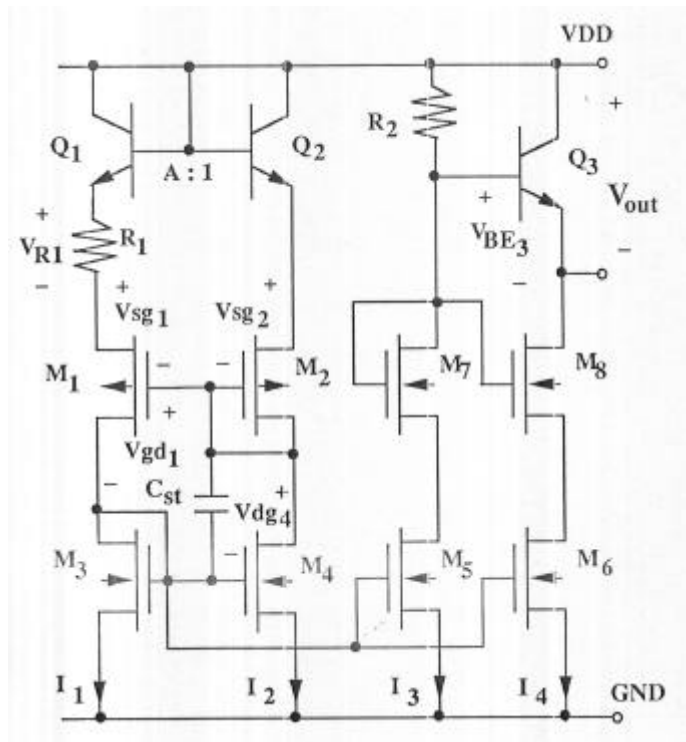 VDD
+
R2
Q1
Q2
Q3
A : 1
+
VR1
−
R1
+
VBE3
−
Vout
−
+
Vsg1
−
+
Vsg2
−
M1
M2
M7
M8
+
Vgd1
−
Cst
+
Vdg4
−
M3
M4
M5
M6
I1
I2
I3
I4
GND